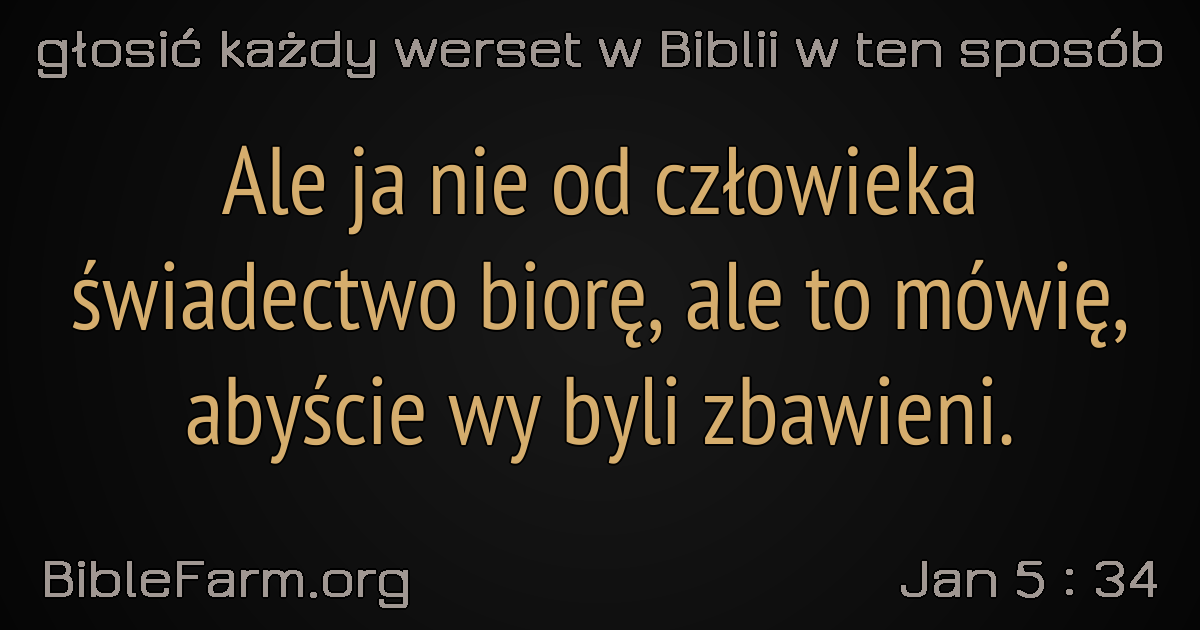 głosić każdy werset w Biblii w ten sposób
Ale ja nie od człowieka
świadectwo biorę, ale to mówię,
abyście wy byli zbawieni.
BibleFarm.org
Jan 5 : 34